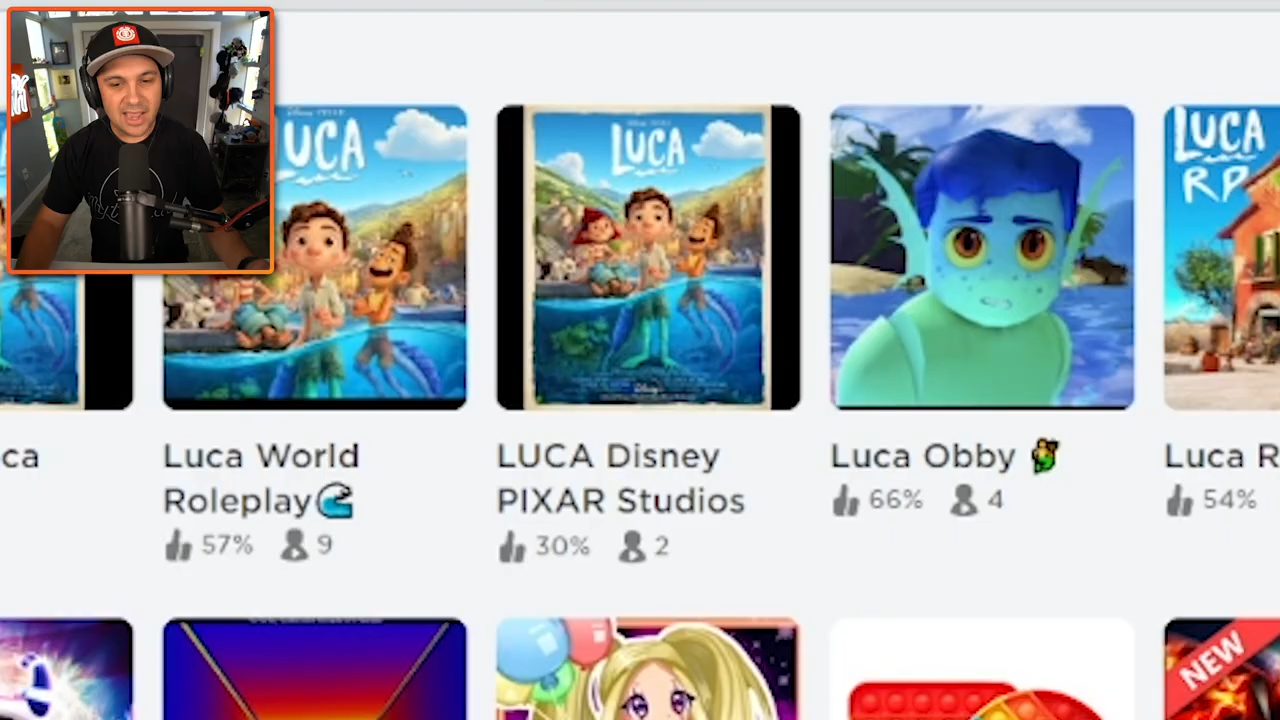 LUCA
LUCA
LUCA
RP
ca
Luca World
Roleplay
LUCA Disney
PIXAR Studios
Luca Obby
Luca R
57%
9
30%
2
66%
4
54%
NEW